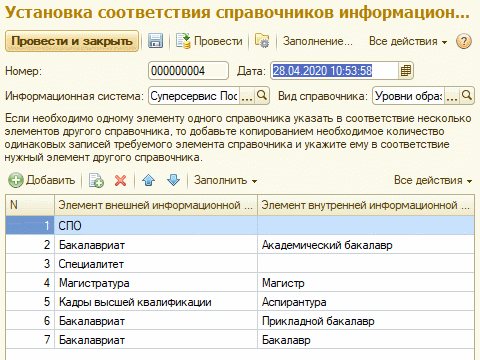 Установка соответствия справочников информацион...
Провести и закрыть Провести Заполнение... Все действия
Номер: 000000004 Дата: 28.04.2020 10:53:58
Информационная система: Суперсервис Пос ... Вид справочника: Уровни образ ...
Если необходимо одному элементу одного справочника указать в соответствие несколько
элементов другого справочника, то добавьте копированием необходимое количество
одинаковых записей требуемого элемента справочника и укажите ему в соответствие
нужный элемент другого справочника.
Добавить Заполнить Все действия
N Элемент внешней информационной ... Элемент внутренней информационной ...
1 СПО
2 Бакалавриат Академический бакалавр
3 Специалитет
4 Магистратура Магистр
5 Кадры высшей квалификации Аспирантура
6 Бакалавриат Прикладной бакалавр
7 Бакалавриат Бакалавр